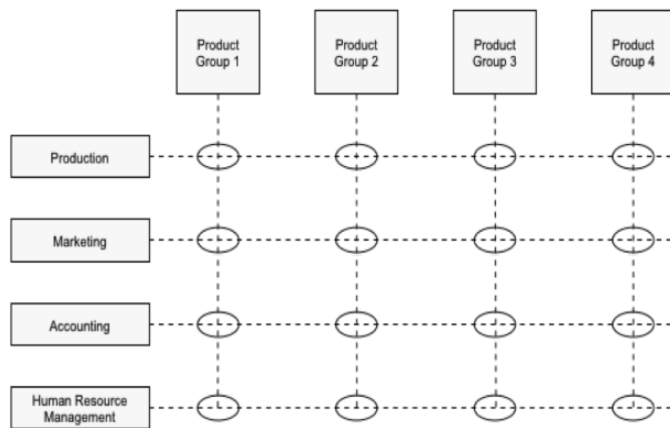 Product
Group 1
Product
Group 2
Product
Group 3
Product
Group 4
Production
Marketing
Accounting
Human Resource
Management